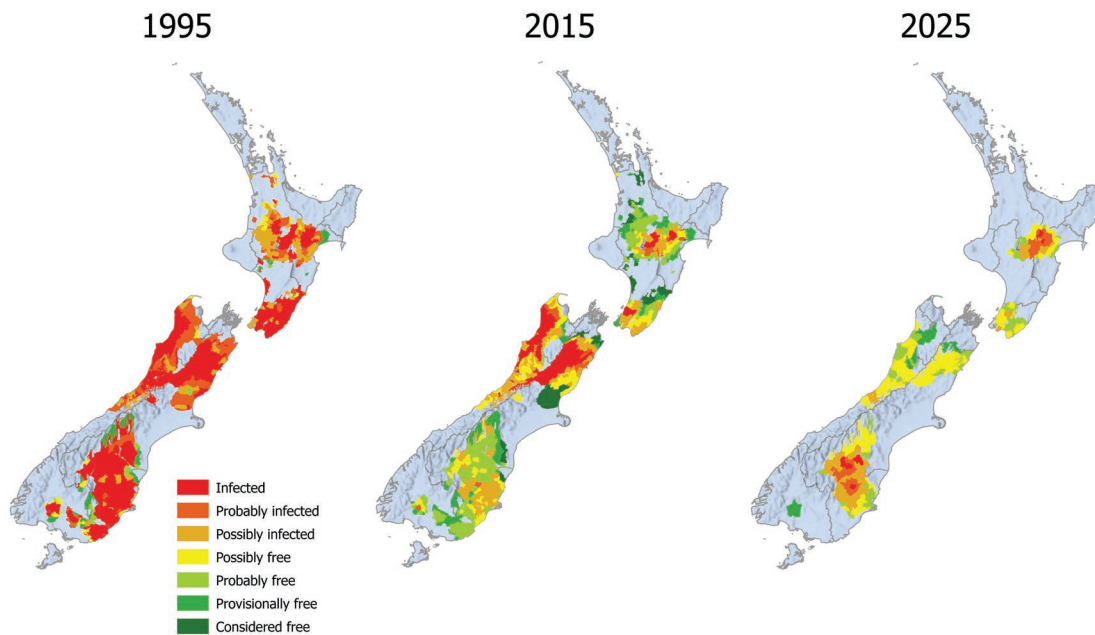 1995
2015
2025
Infected
Probably infected
Possibly infected
Possibly free
Probably free
Provisionally free
Considered free